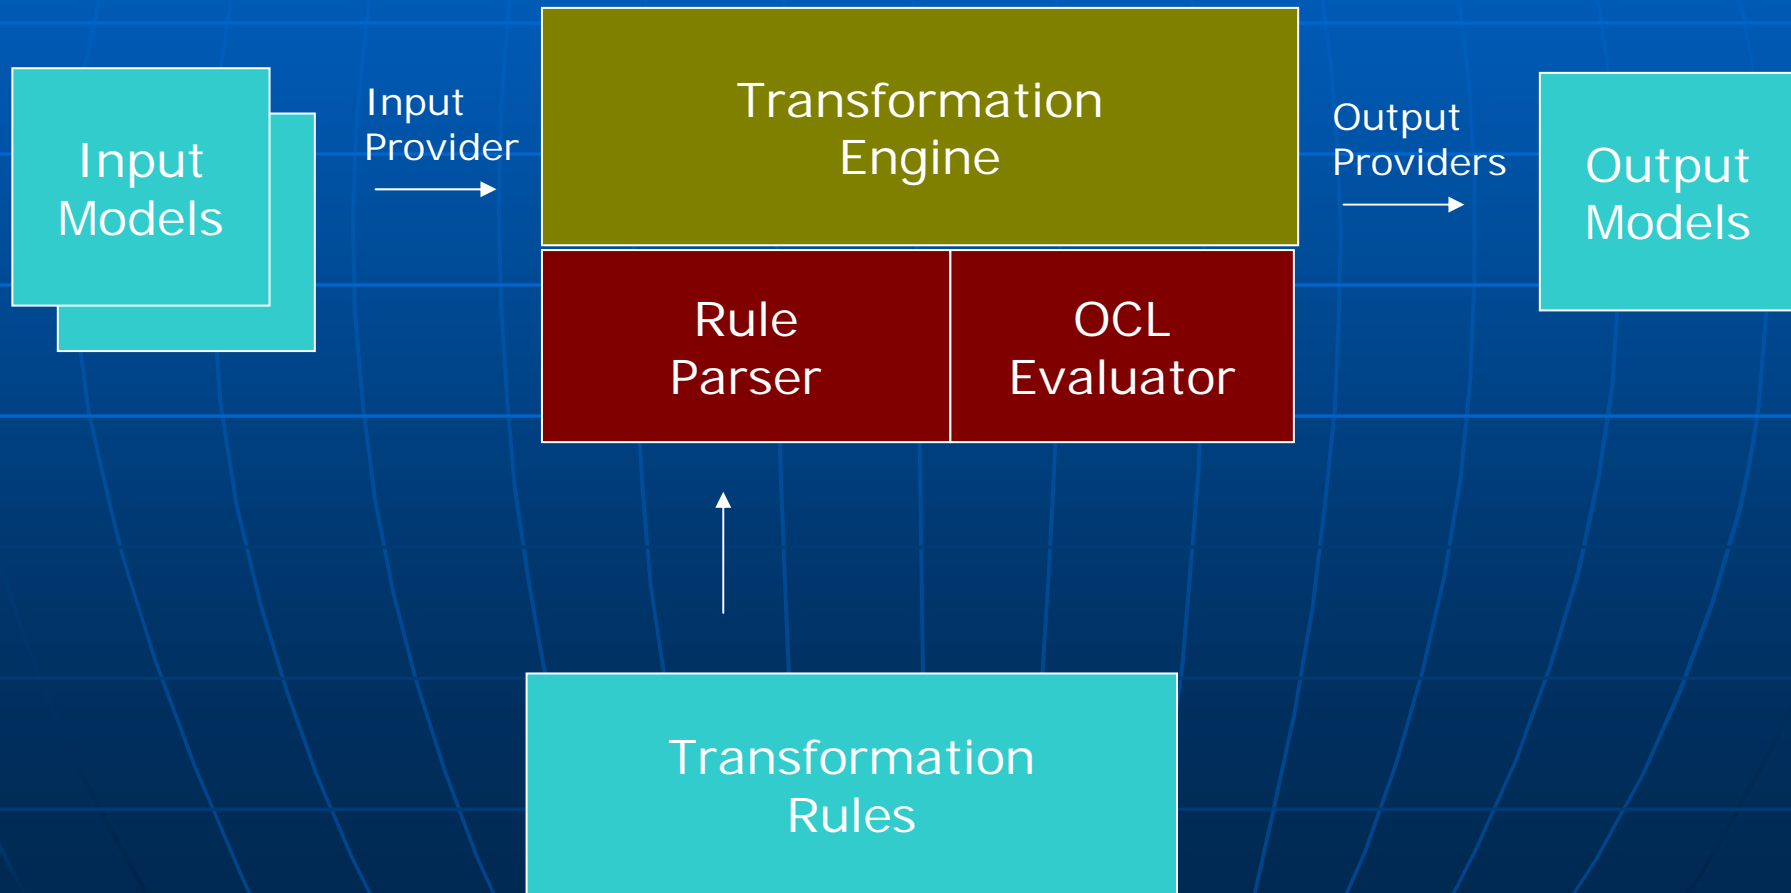 Input
Models
Input
Provider
Transformation
Engine
Output
Providers
Output
Models
Rule
Parser
OCL
Evaluator
Transformation
Rules